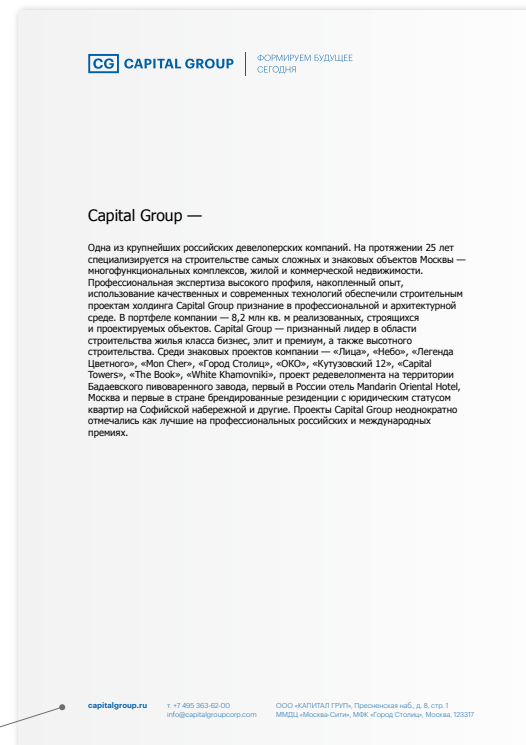 CG CAPITAL GROUP
ФОРМИРУЕМ БУДУЩЕЕ
СЕГОДНЯ
Capital Group —
Одна из крупнейших российских девелоперских компаний. На протяжении 25 лет
специализируется на строительстве самых сложных и знаковых объектов Москвы —
многофункциональных комплексов, жилой и коммерческой недвижимости.
Профессиональная экспертиза высокого профиля, накопленный опыт,
использование качественных и современных технологий обеспечили строительным
проектам холдинга Capital Group признание в профессиональной и архитектурной
среде. В портфеле компании — 8,2 млн кв. м реализованных, строящихся
и проектируемых объектов. Capital Group — признанный лидер в области
строительства жилья класса бизнес, элит и премиум, а также высотного
строительства. Среди знаковых проектов компании — «Лица», «Небо», «Легенда
Цветного», «Mon Cher», «Город Столиц», «ОКО», «Кутузовский 12», «Capital
Towers», «The Book», «White Khamovniki», проект редевелопмента на территории
Бадаевского пивоваренного завода, первый в России отель Mandarin Oriental Hotel,
Москва и первые в стране брендированные резиденции с юридическим статусом
квартир на Софийской набережной и другие. Проекты Capital Group неоднократно
отмечались как лучшие на профессиональных российских и международных
премиях.
capitalgroup.ru
т. +7 495 363-62-00
info@capitalgroupcorp.com
ООО «КАПИТАЛ ГРУП», Пресненская наб., д. 8, стр. 1
ММДЦ «Москва-Сити», МФК «Город Столиц», Москва, 123317